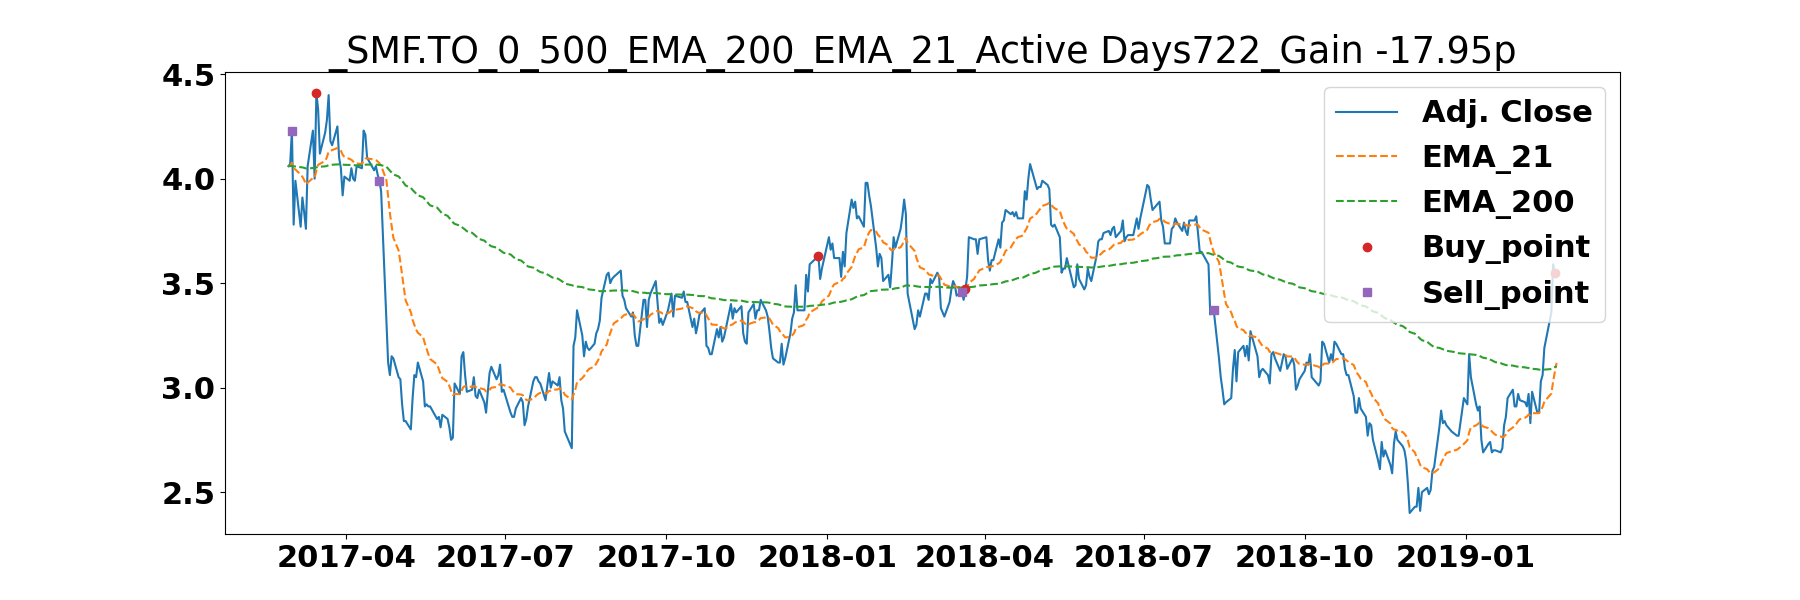 _SMF.TO_0_500_EMA_200_EMA_21_Active Days722_Gain -17.95p
4.5
4.0
3.5
3.0
2.5
Adj. Close
EMA_21
EMA_200
Buy_point
Sell_point
2017-04 2017-07 2017-10 2018-01 2018-04 2018-07 2018-10 2019-01